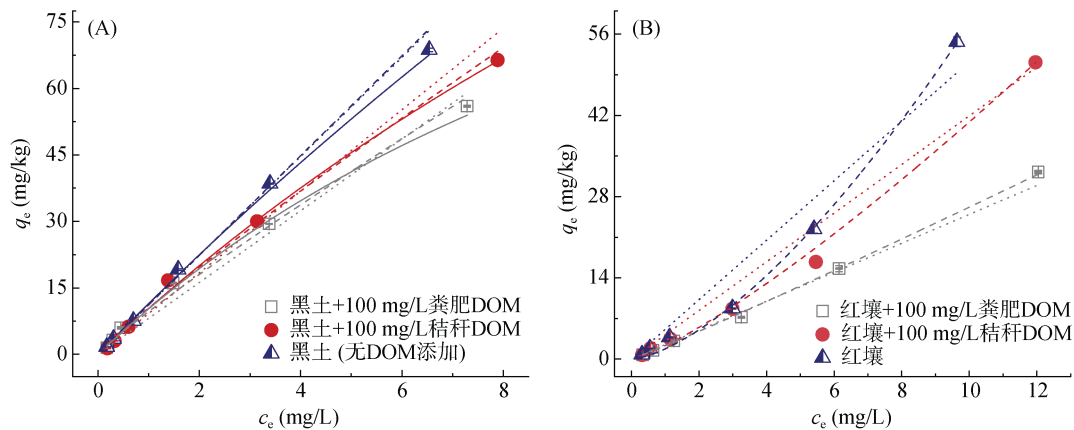 (A)
75
60
45
30
15
0
qe (mg/kg)
黑土+100 mg/L粪肥DOM
黑土+100 mg/L秸秆DOM
黑土 (无DOM添加)
0 2 4 6 8
ce (mg/L)
(B)
56
42
28
14
0
qe (mg/kg)
红壤+100 mg/L粪肥DOM
红壤+100 mg/L秸秆DOM
红壤
0 2 4 6 8 10 12
ce (mg/L)